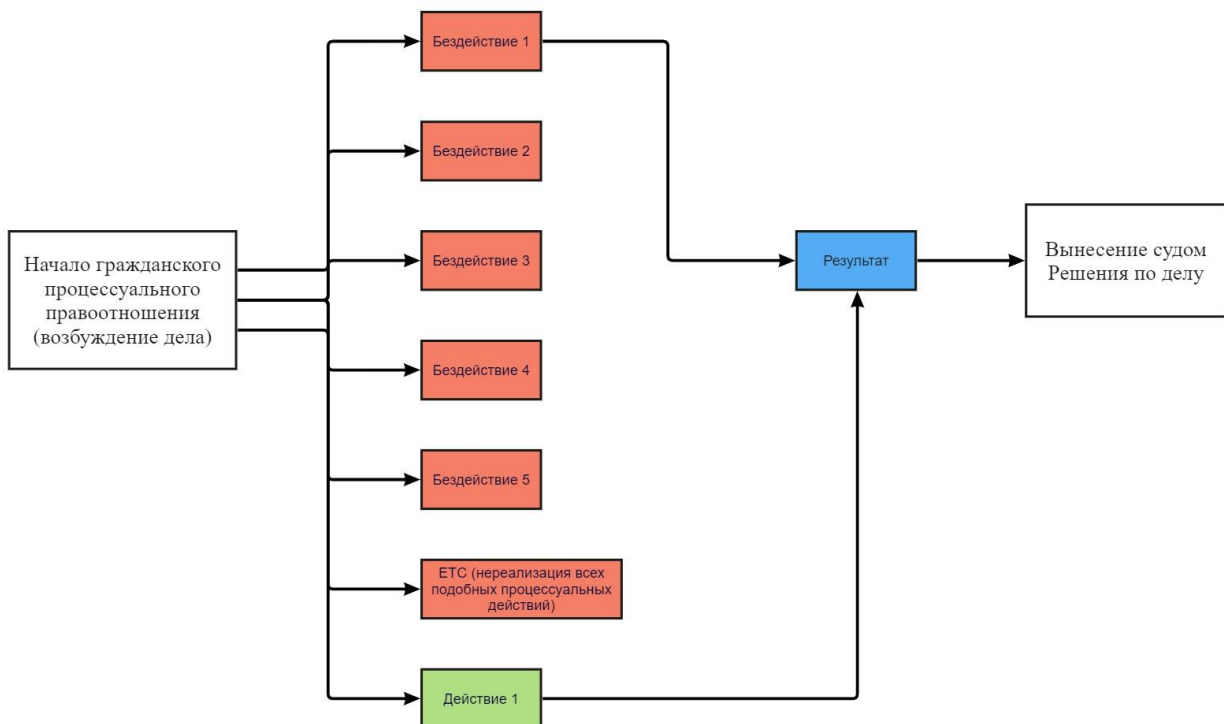 Начало гражданского
процессуального
правоотношения
(возбуждение дела)
Бездействие 1
Бездействие 2
Бездействие 3
Бездействие 4
Бездействие 5
ETC (нереализация всех
подобных процессуальных
действий)
Действие 1
Результат
Вынесение судом
Решения по делу